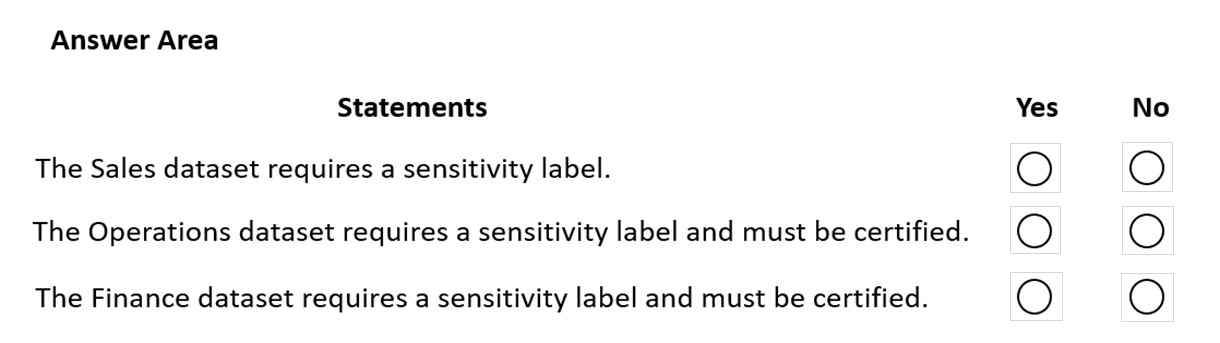 Answer Area
Statements Yes No
The Sales dataset requires a sensitivity label.
The Operations dataset requires a sensitivity label and must be certified.
The Finance dataset requires a sensitivity label and must be certified.